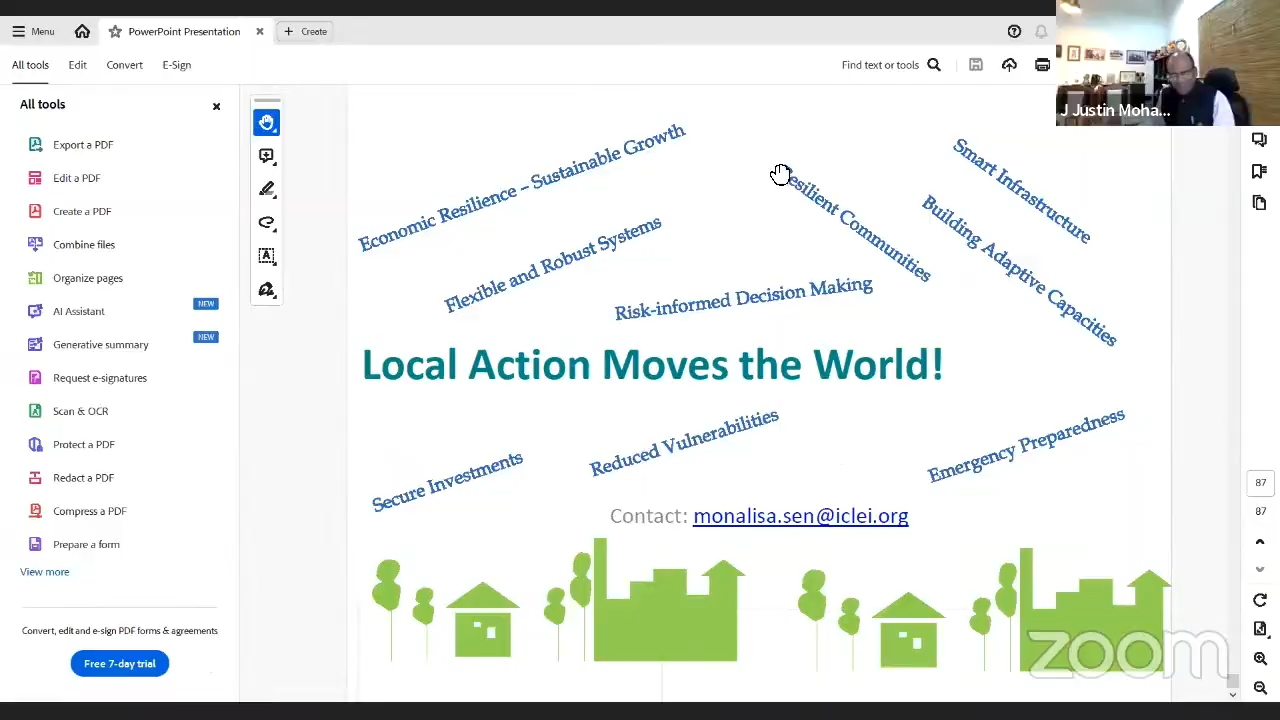 Menu
PowerPoint Presentation
Create
All tools
Edit
Convert
E-Sign
Find text or tools
J Justin Moha...
All tools
Export a PDF
Edit a PDF
Create a PDF
Combine files
Organize pages
AI Assistant
NEW
Generative summary
NEW
Request e-signatures
Scan & OCR
Protect a PDF
Redact a PDF
Compress a PDF
Prepare a form
View more
Convert, edit and e-sign PDF forms & agreements
Free 7-day trial
Economic Resilience – Sustainable Growth
Smart Infrastructure
Communities
Building Adaptive Capacities
Flexible and Robust Systems
Risk-informed Decision Making
Local Action Moves the World!
Reduced Vulnerabilities
Emergency Preparedness
Secure Investments
Contact: monalisa.sen@iclei.org
87
87
zoom